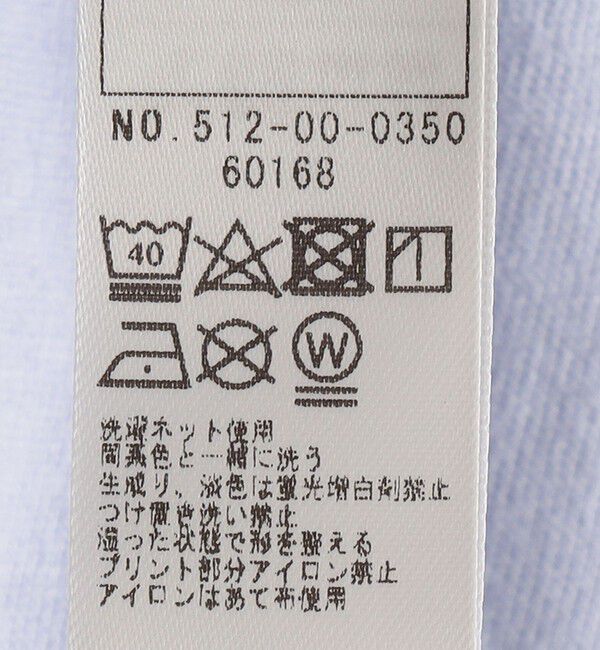 NO. 512-00-0350
60168
40
W
洗濯ネット使用
同系色と一緒に洗う
生成り、淡色は蛍光増白剤禁止
つけ置き洗い禁止
湿った状態で形を整える
プリント部分アイロン禁止
アイロンはあて布使用